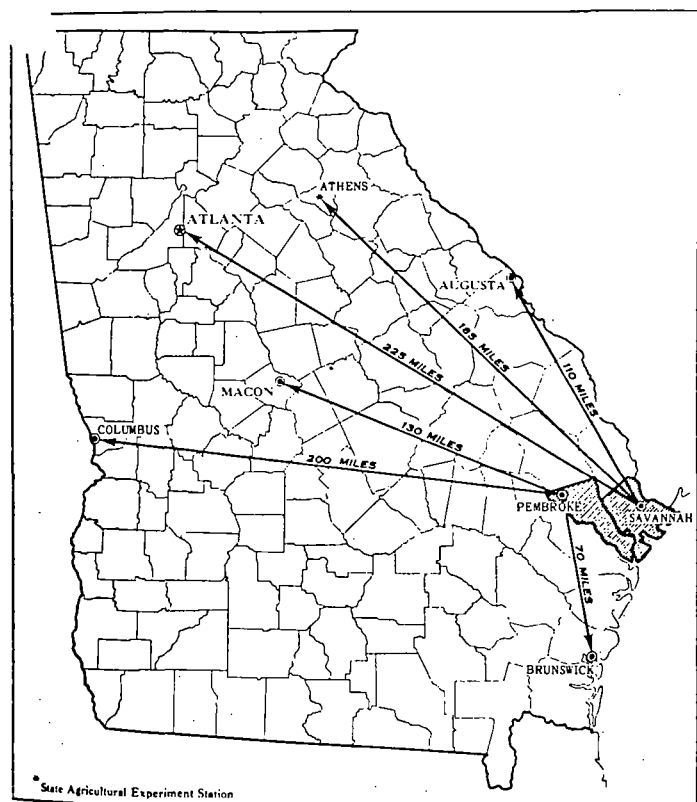 ATHENS
ATLANTA
AUGUSTA
185 MILES
225 MILES
110 MILES
MACON
130 MILES
COLUMBUS
200 MILES
PEMBROKE
SAVANNAH
70 MILES
BRUNSWICK
* State Agricultural Experiment Station